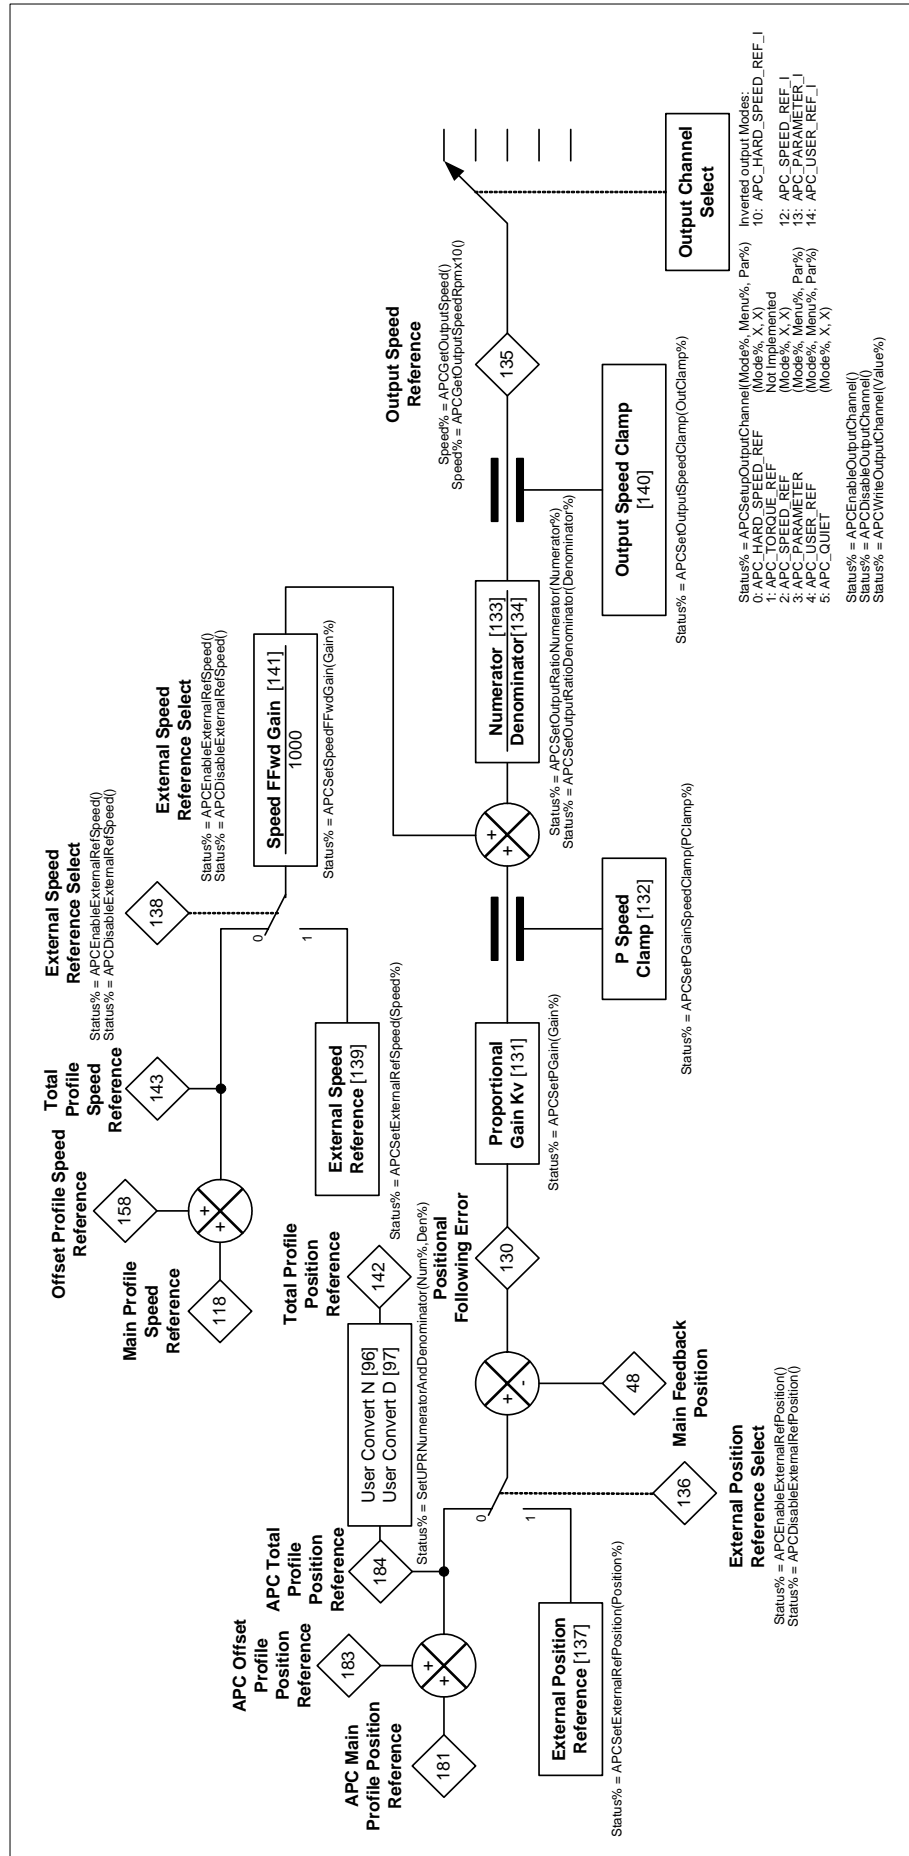 Offset Profile Speed
Reference
158
Main Profile
Speed
Reference
118
Total
Profile
Speed
Reference
143
External Speed
Reference Select
Status% = APCEnableExternalRefSpeed()
Status% = APCDisableExternalRefSpeed()
138
0
1
+
+
External Speed
Reference [139]
Status% = APCSetExternalRefSpeed(Speed%)
External Speed
Reference Select
Status% = APCEnableExternalRefSpeed()
Status% = APCDisableExternalRefSpeed()
Speed FFwd Gain [141]
1000
Status% = APCSetSpeedFFwdGain(Gain%)
APC Offset
Profile
Position
Reference
183
APC Main
Profile Position
Reference
181
+
+
APC Total
Profile
Position
Reference
184
User Convert N [96]
User Convert D [97]
Status% = SetUPRNumeratorAndDenominator(Num%,Den%)
Total Profile
Position
Reference
142
0
1
External Position
Reference [137]
Status% = APCSetExternalRefPosition(Position%)
136
External Position
Reference Select
Status% = APCEnableExternalRefPosition()
Status% = APCDisableExternalRefPosition()
+
-
48
Main Feedback
Position
Positional
Following Error
130
Proportional
Gain Kv [131]
Status% = APCSetPGain(Gain%)
P Speed
Clamp [132]
Status% = APCSetPGainSpeedClamp(PClamp%)
+
+
Numerator [133]
Denominator[134]
Status% = APCSetOutputRatioNumerator(Numerator%)
Status% = APCSetOutputRatioDenominator(Denominator%)
Output Speed Clamp
[140]
Status% = APCSetOutputSpeedClamp(OutClamp%)
Output Speed
Reference
Speed% = APCGetOutputSpeed()
Speed% = APCGetOutputSpeedRpmx10()
135
Output Channel
Select
Status% = APCSetupOutputChannel(Mode%, Menu%, Par%) Inverted output Modes:
0: APC_HARD_SPEED_REF (Mode%, X, X) 10: APC_HARD_SPEED_REF_I
1: APC_TORQUE_REF Not Implemented
2: APC_SPEED_REF (Mode%, X, X) 12: APC_SPEED_REF_I
3: APC_PARAMETER (Mode%, Menu%, Par%) 13: APC_PARAMETER_I
4: APC_USER_REF (Mode%, Menu%, Par%) 14: APC_USER_REF_I
5: APC_QUIET (Mode%, X, X)
Status% = APCEnableOutputChannel()
Status% = APCDisableOutputChannel()
Status% = APCWriteOutputChannel(Value%)